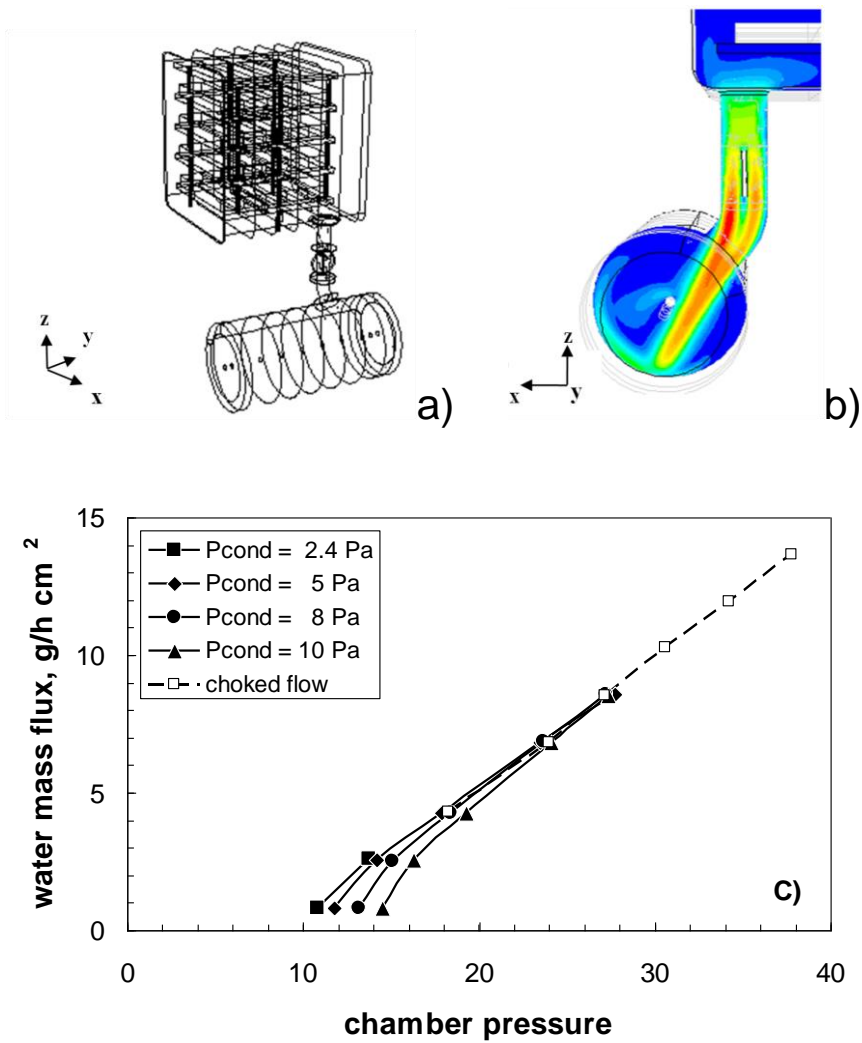 z
y
x
a)
z
x
y
b)
15
10
5
0
water mass flux, g/h cm 2
Pcond = 2.4 Pa
Pcond = 5 Pa
Pcond = 8 Pa
Pcond = 10 Pa
choked flow
C)
0 10 20 30 40
chamber pressure